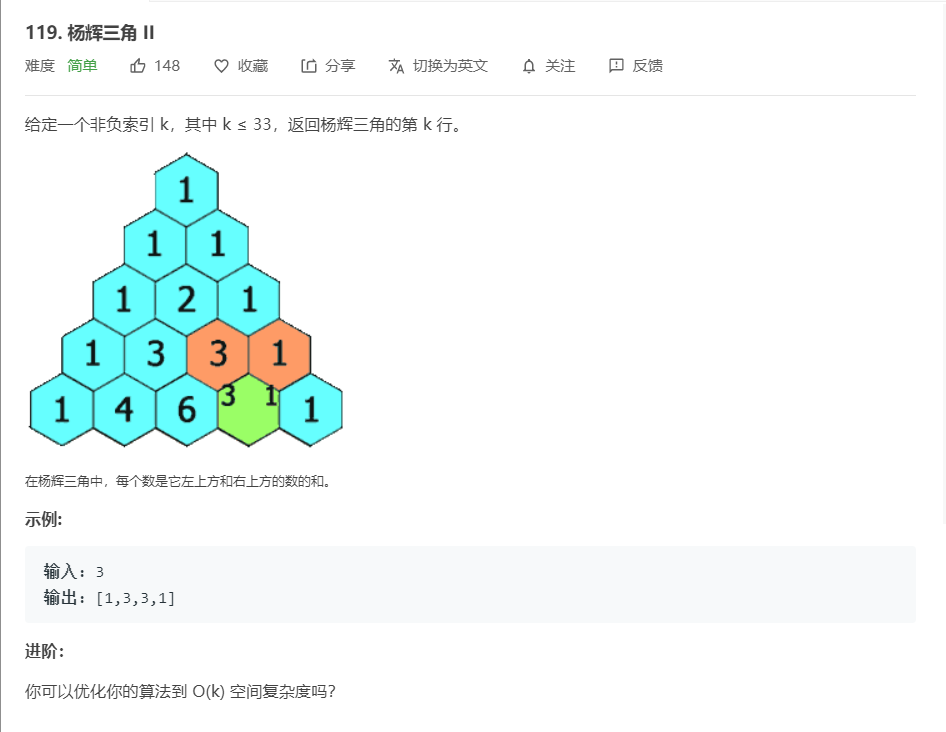 119. 杨辉三角 II
难度 简单 148 收藏 分享 切换为英文 关注 反馈
给定一个非负索引 k，其中 k ≤ 33，返回杨辉三角的第 k 行。
1
1 1
1 2 1
1 3 3 1
1 4 6 3 1 1
在杨辉三角中，每个数是它左上方和右上方的数的和。
示例:
输入: 3
输出: [1,3,3,1]
进阶:
你可以优化你的算法到 O(k) 空间复杂度吗？